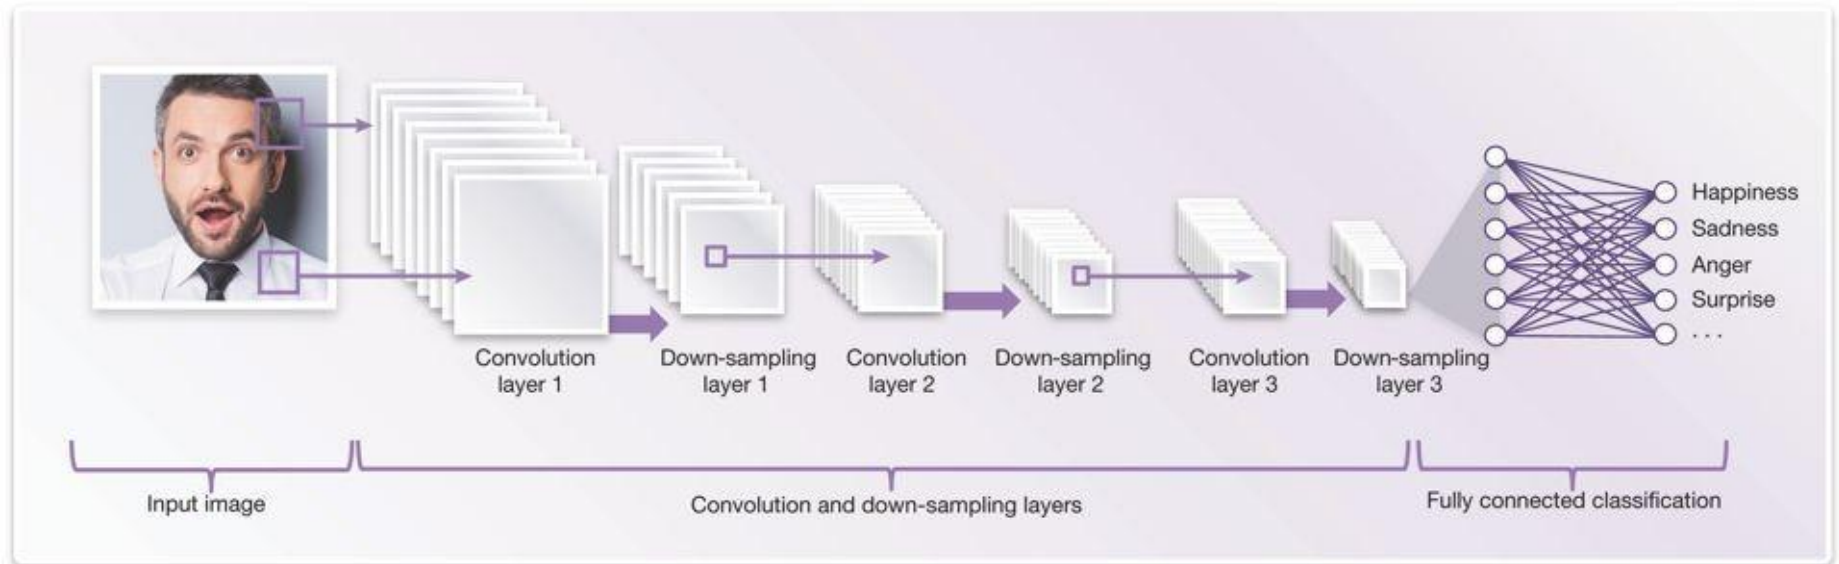 Happiness
Sadness
Anger
Surprise
. . .
Convolution
layer 1
Down-sampling
layer 1
Convolution
layer 2
Down-sampling
layer 2
Convolution
layer 3
Down-sampling
layer 3
Input image
Convolution and down-sampling layers
Fully connected classification